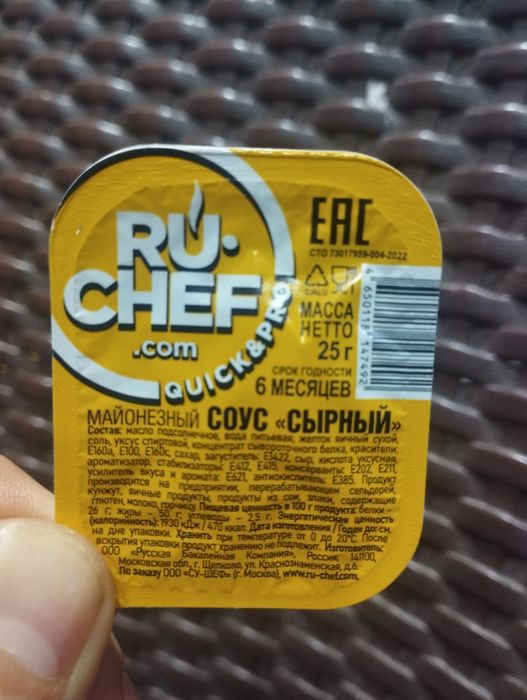 RU·
CHEF
.com
QUICK&PRO
EAC
СТО 73017959-004-2022
C/ALU
МАССА
НЕТТО
25 г
СРОК ГОДНОСТИ
6 МЕСЯЦЕВ
4 650118 147492
МАЙОНЕЗНЫЙ СОУС «СЫРНЫЙ»
Состав: масло подсолнечное, вода питьевая, желток яичный сухой,
соль, уксус спиртовой, концентрат сывороточного белка, красители:
Е160а, Е100, Е160с, сахар, загуститель: Е1422, сыр, кислота уксусная,
ароматизатор, стабилизаторы: Е412, Е415, консерванты: Е202, Е211,
усилитель вкуса и аромата: Е621, антиокислитель: Е385. Продукт
производится на предприятии, перерабатывающем сельдерей,
кунжут, яичные продукты, продукты из сои, злаки, содержащие
глютен, молоко, горчицу. Пищевая ценность в 100 г продукта: белки –
26 г; жиры – 50 г; углеводы – 2,5 г. Энергетическая ценность
(калорийность): 1930 кДж / 470 ккал. Дата изготовления / Годен до: см.
на дне упаковки. Хранить при температуре от 0 до 20°С. После
вскрытия упаковки продукт хранению не подлежит. Изготовитель:
ООО «Русская Бакалейная Компания», Россия, 141100,
Московская обл., г. Щелково, ул. Краснознаменская, д.6.
По заказу ООО «СУ-ШЕФ» (г. Москва), www.ru-chef.com,